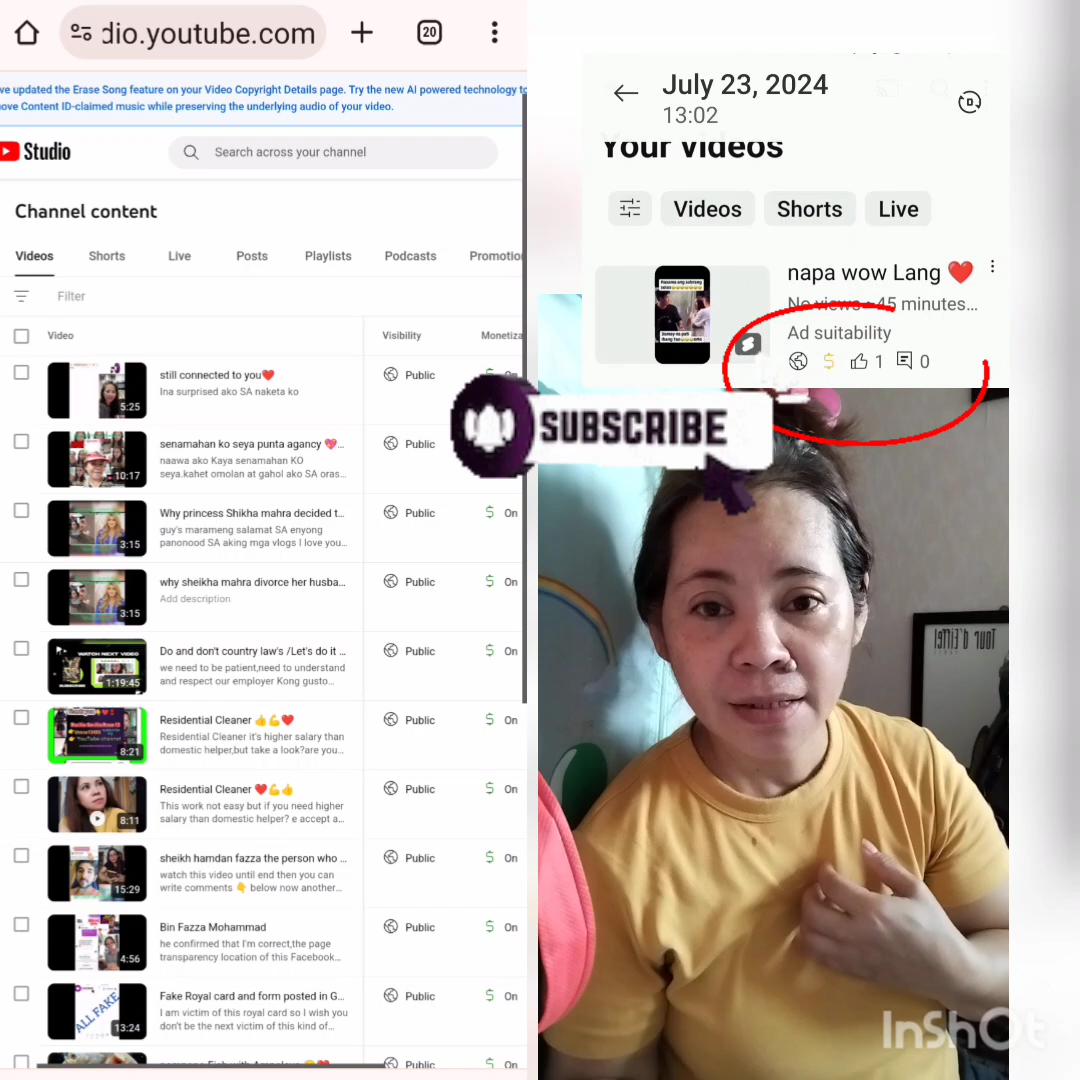 dio.youtube.com
20
ve updated the Erase Song feature on your Video Copyright Details page. Try the new AI powered technology to
ove Content ID-claimed music while preserving the underlying audio of your video.
Studio
Search across your channel
Channel content
Videos Shorts Live Posts Playlists Podcasts Promotion
Filter
Video Visibility Monetiza
5:25
still connected to you❤️
Ina surprised ako SA naketa ko
Public
10:17
senamahan ko seya punta agancy 💖...
naawa ako Kaya senamahan KO
seya.kahet omolan at gahol ako SA oras...
Public
3:15
Why princess Shikha mahra decided t...
guy's marameng salamat SA enyong
panonood SA aking mga vlogs I love you...
Public $ On
3:15
why sheikha mahra divorce her husba...
Add description
Public $ On
WATCH NEXT VIDEO
1:19:45
Do and don't country law's /Let's do it ...
we need to be patient,need to understand
and respect our employer Kong gusto...
Public $ On
8:21
Residential Cleaner 👍💪❤️
Residential Cleaner it's higher salary than
domestic helper,but take a look?are you...
Public $ On
8:11
Residential Cleaner ❤️💪👍
This work not easy but if you need higher
salary than domestic helper? e accept a...
Public $ On
15:29
sheikh hamdan fazza the person who ...
watch this video until end then you can
write comments 👇 below now another...
Public $ On
4:56
Bin Fazza Mohammad
he confirmed that I'm correct,the page
transparency location of this Facebook...
Public $ On
ALL FAKE
13:24
Fake Royal card and form posted in G...
I am victim of this royal card so I wish you
don't be the next victim of this kind of...
Public $ On
Public On
July 23, 2024
13:02
Your videos
Videos Shorts Live
napa wow Lang ❤️
No views • 45 minutes...
Ad suitability
$ 1 0
SUBSCRIBE
Tour d'Eiffel
InShOt